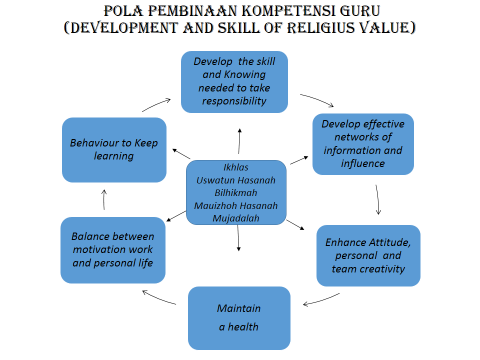 POLA PEMBINAAN KOMPETENSI GURU
(DEVELOPMENT AND SKILL OF RELIGIUS VALUE)
Develop the skill
and Knowing
needed to take
responsibility
Develop effective
networks of
information and
influence
Enhance Attitude,
personal and
team creativity
Maintain
a health
Balance between
motivation work
and personal life
Behaviour to Keep
learning
Ikhlas
Uswatun Hasanah
Bilhikmah
Mauizhoh Hasanah
Mujadalah